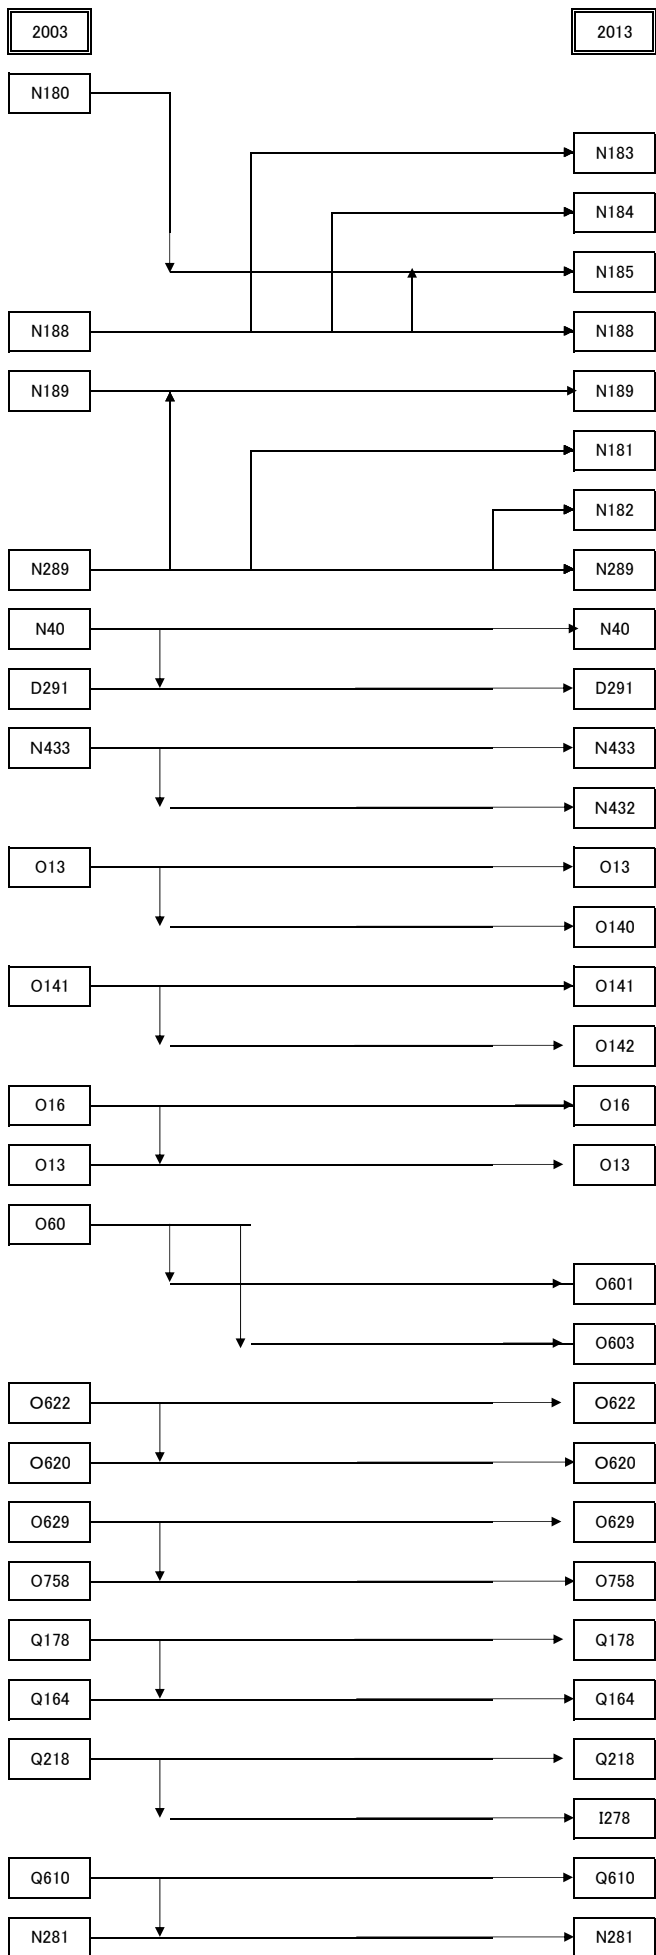 2003 2013
N180
N183
N184
N185
N188 N188
N189 N189
N181
N182
N289 N289
N40 N40
D291 D291
N433 N433
N432
O13 O13
O140
O141 O141
O142
O16 O16
O13 O13
O60
O601
O603
O622 O622
O620 O620
O629 O629
O758 O758
Q178 Q178
Q164 Q164
Q218 Q218
I278
Q610 Q610
N281 N281